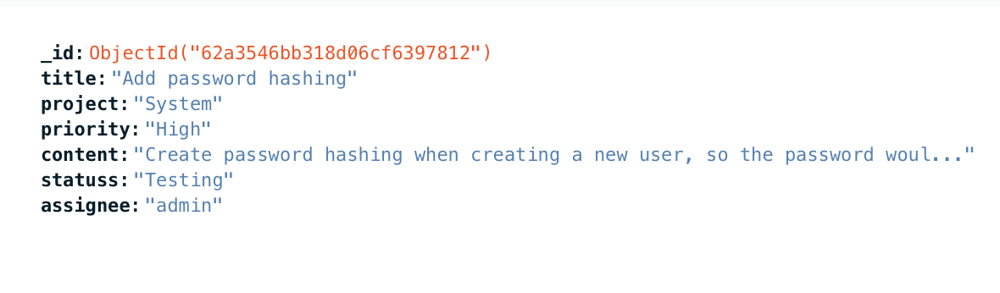 _id: ObjectId("62a3546bb318d06cf6397812")
title: "Add password hashing"
project: "System"
priority: "High"
content: "Create password hashing when creating a new user, so the password woul..."
statuss: "Testing"
assignee: "admin"